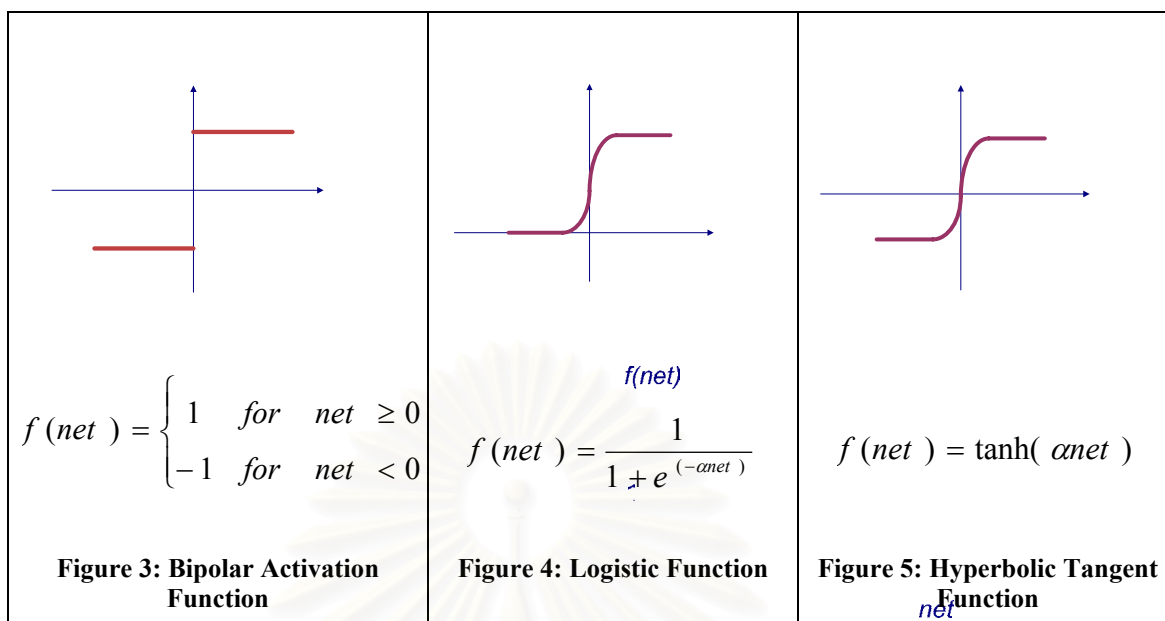 f(net)
f (net ) = { 1 for net ≥ 0
−1 for net < 0
f (net ) = 1 / 1 + e^(−αnet )
f (net ) = tanh( αnet )
Figure 3: Bipolar Activation
Function
Figure 4: Logistic Function
Figure 5: Hyperbolic Tangent
Function
net